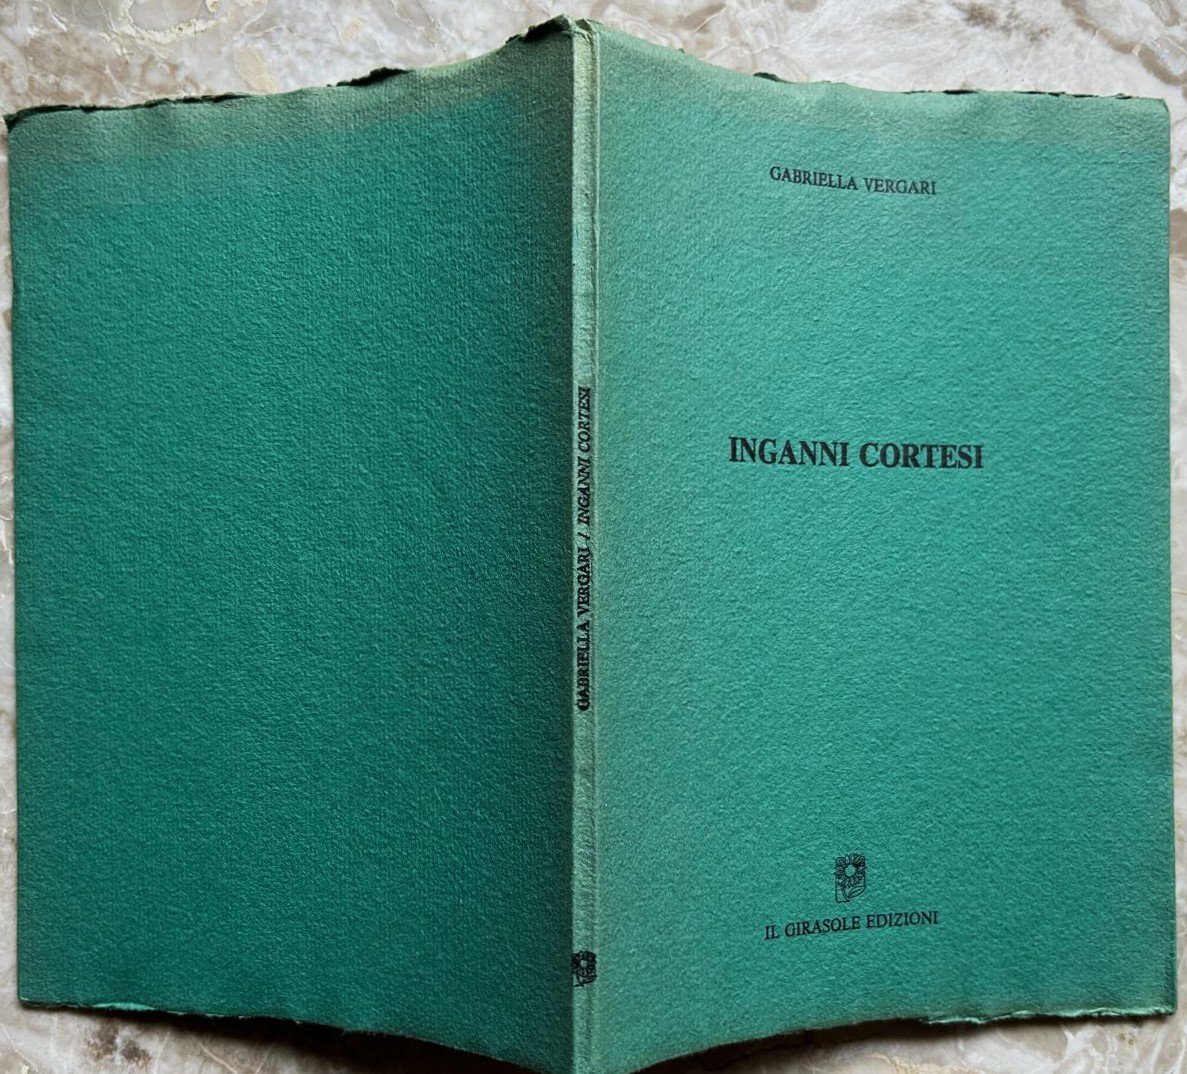 GABRIELLA VERGARI
INGANNI CORTESI
IL GIRASOLE EDIZIONI
GABRIELLA VERGARI / INGANNI CORTESI